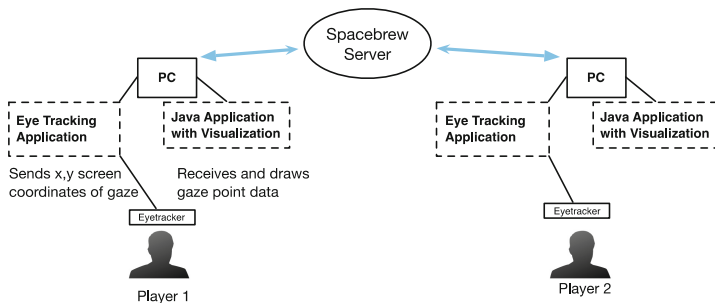 Spacebrew
Server
PC
Eye Tracking
Application
Java Application
with Visualization
Sends x,y screen
coordinates of gaze
Receives and draws
gaze point data
Eyetracker
Player 1
PC
Eye Tracking
Application
Java Application
with Visualization
Eyetracker
Player 2